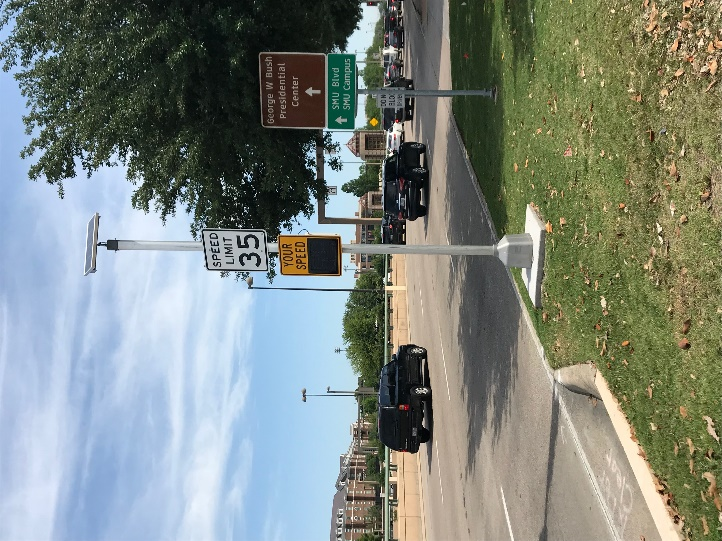 George W Bush
Presidential
Center
SMU Blvd
SMU Campus
SPEED
LIMIT
35
YOUR
SPEED